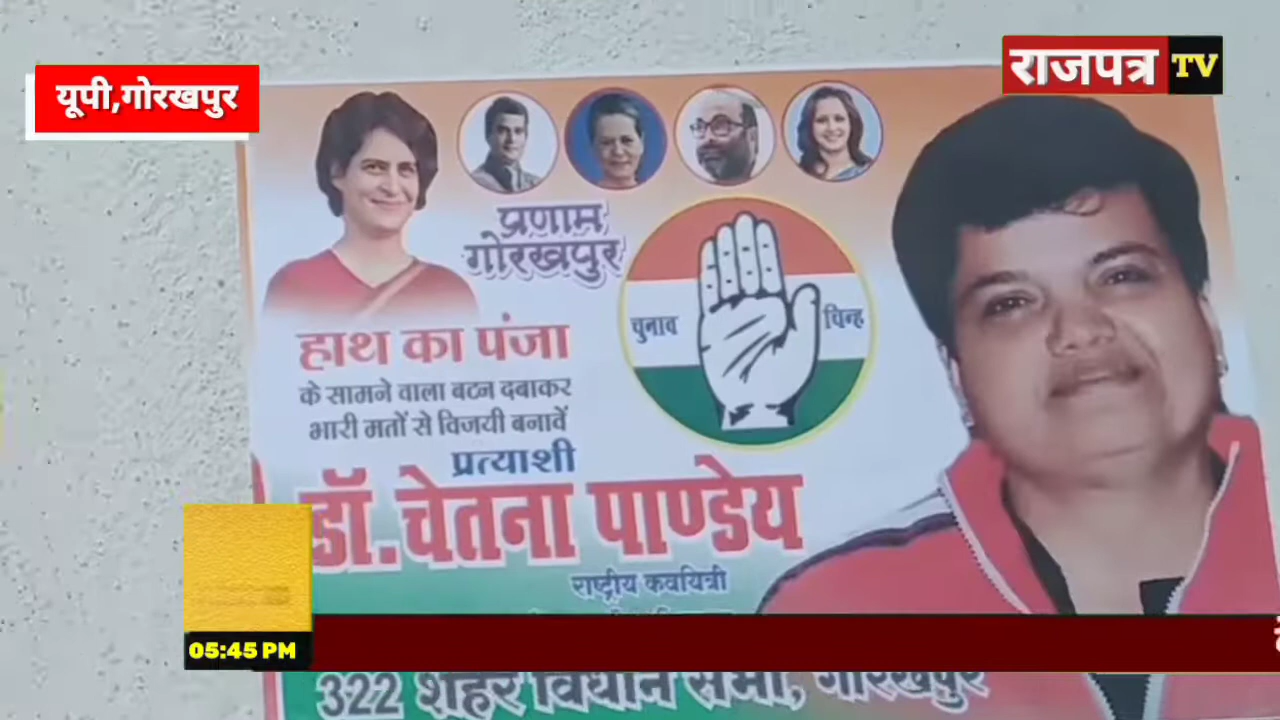 यूपी,गोरखपुर
राजपत्र TV
प्रणाम
गोरखपुर
चुनाव चिन्ह
हाथ का पंजा
के सामने वाला बटन दबाकर
भारी मतों से विजयी बनावें
प्रत्याशी
डॉ.चेतना पाण्डेय
राष्ट्रीय कवयित्री
05:45 PM
322 शहर विधान सभा, गोरखपुर